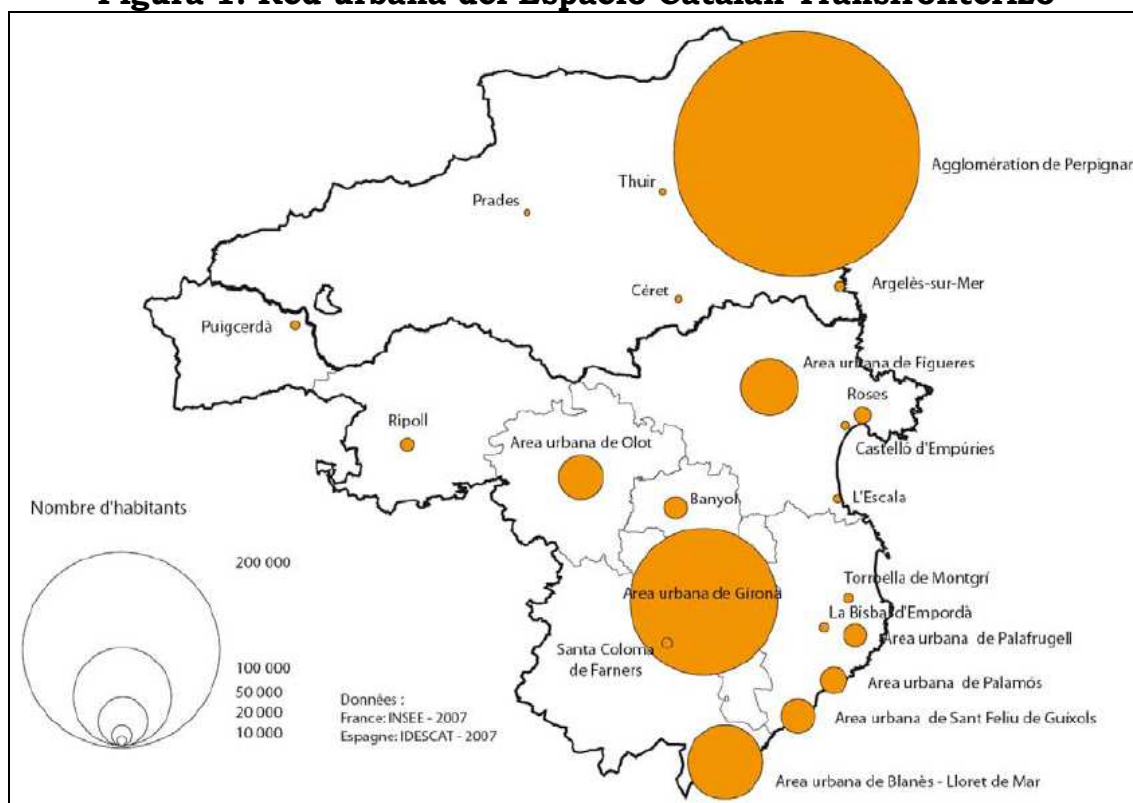 Figura 1. Red urbana del Espacio Catalán Transfronterizo
Agglomération de Perpignan
Thuir
Prades
Céret
Argelès-sur-Mer
Puigcerdà
Area urbana de Figueres
Roses
Ripoll
Area urbana de Olot
Castelló d'Empúries
Banyol
L'Escala
Nombre d'habitants
200 000
100 000
50 000
20 000
10 000
Area urbana de Girona
Torroella de Montgrí
La Bisbal d'Empordà
Area urbana de Palafrugell
Santa Coloma
de Farners
Area urbana de Palamós
Area urbana de Sant Feliu de Guíxols
Area urbana de Blanès - Lloret de Mar
Données :
France: INSEE - 2007
Espagne: IDESCAT - 2007